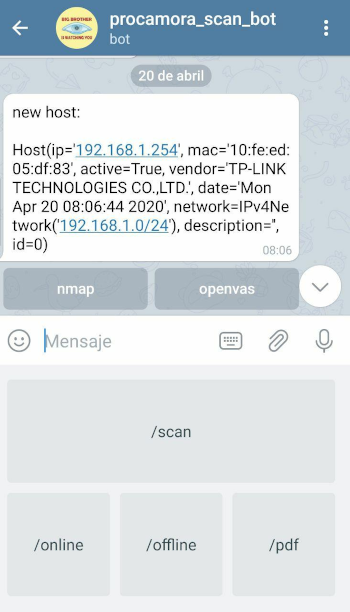 procamora_scan_bot
BIG BROTHER
IS WATCHING YOU
bot
20 de abril
new host:
Host(ip='192.168.1.254', mac='10:fe:ed:
05:df:83', active=True, vendor='TP-LINK
TECHNOLOGIES CO.,LTD.', date='Mon
Apr 20 08:06:44 2020', network=IPv4Ne
twork('192.168.1.0/24'), description='',
id=0)
08:06
nmap
openvas
Mensaje
/scan
/online
/offline
/pdf